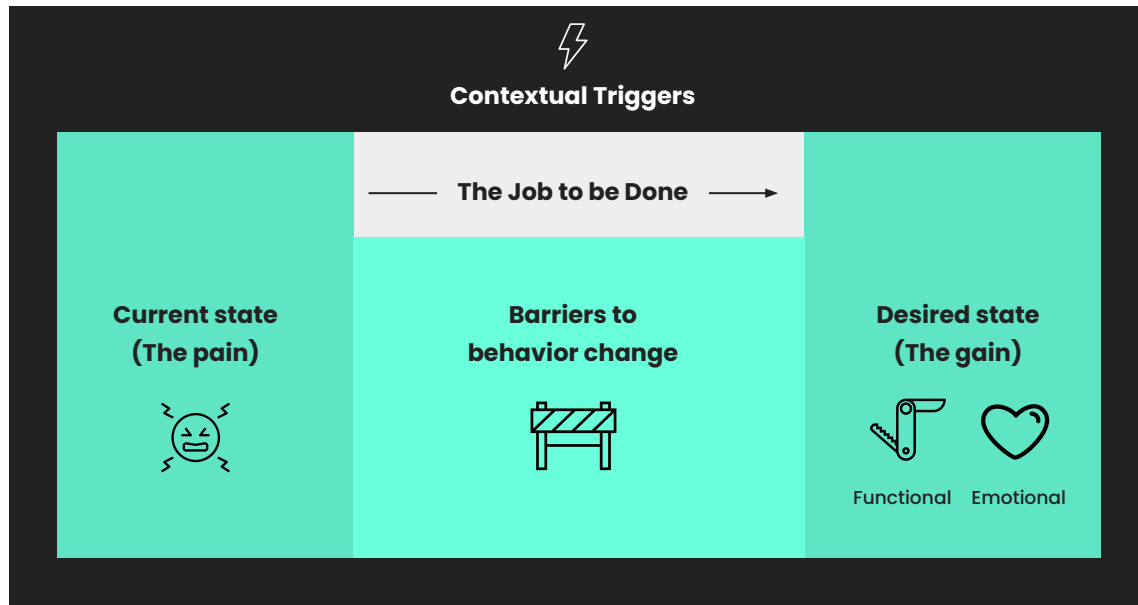 Contextual Triggers
The Job to be Done
Current state
(The pain)
Barriers to
behavior change
Desired state
(The gain)
Functional
Emotional